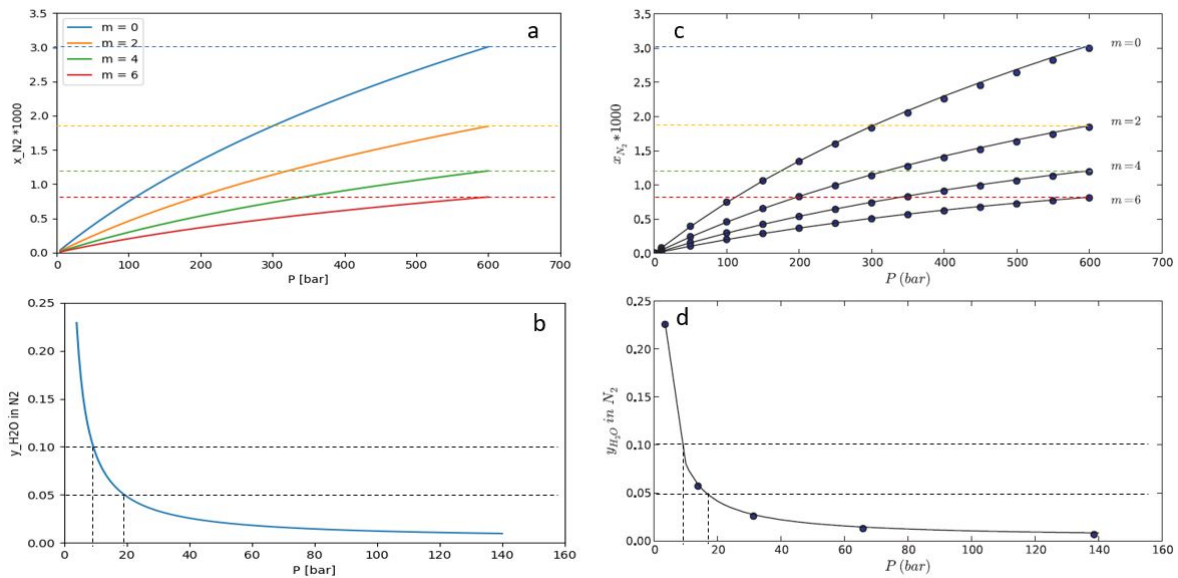 a
m = 0
m = 2
m = 4
m = 6
3.5
3.0
2.5
2.0
1.5
1.0
0.5
0.0
x_N2 *1000
0 100 200 300 400 500 600 700
P [bar]
c
3.5
3.0
2.5
2.0
1.5
1.0
0.5
0.0
x_{N_2} *1000
m=0
m=2
m=4
m=6
0 100 200 300 400 500 600 700
P (bar)
b
0.25
0.20
0.15
0.10
0.05
0.00
y_H2O in N2
0 20 40 60 80 100 120 140 160
P [bar]
d
0.25
0.20
0.15
0.10
0.05
0.00
y_{H_2O} in N_2
0 20 40 60 80 100 120 140 160
P (bar)